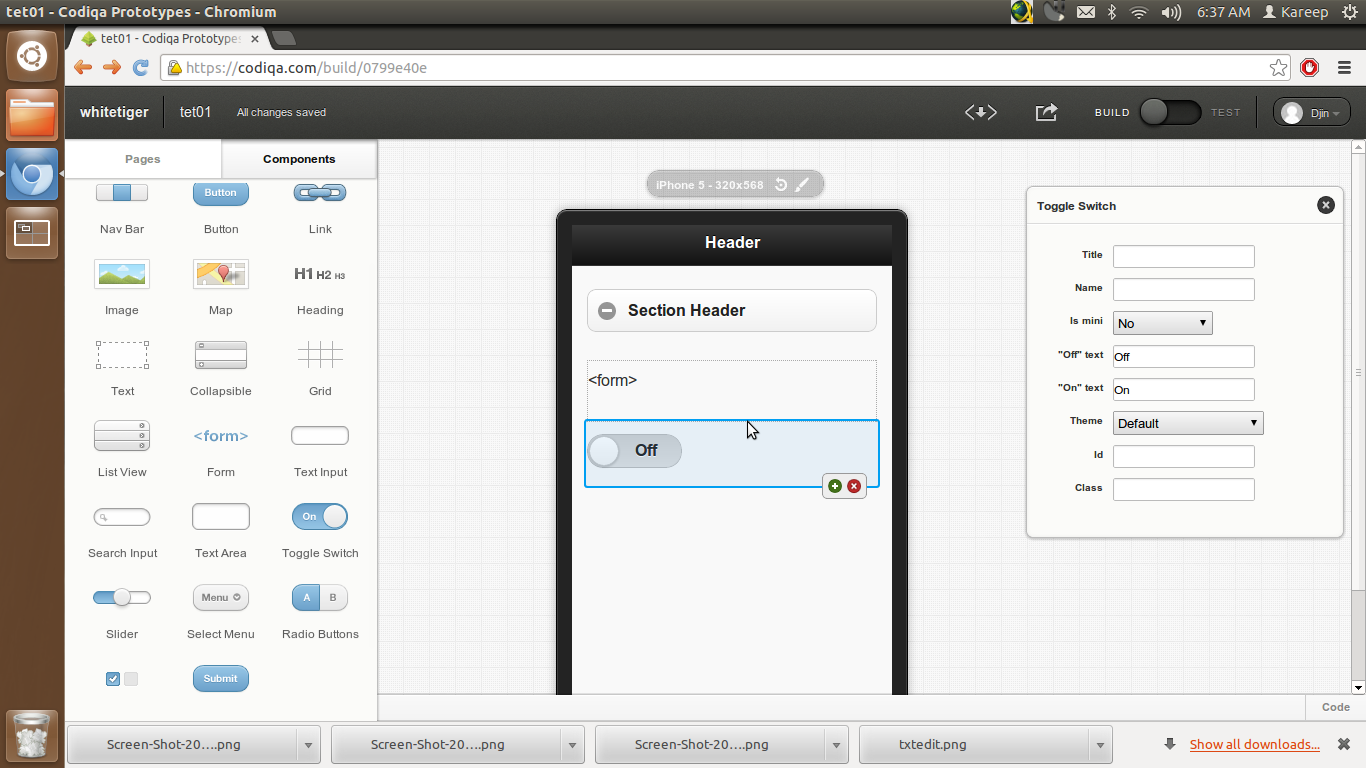 tet01 - Codiqa Prototypes - Chromium
6:37 AM Kareep
tet01 - Codiqa Prototypes
https://codiqa.com/build/0799e40e
whitetiger tet01 All changes saved
BUILD TEST Djin
Pages Components
Button
Nav Bar Button Link
H1 H2 H3
Image Map Heading
Text Collapsible Grid
<form>
List View Form Text Input
On
Search Input Text Area Toggle Switch
Menu A B
Slider Select Menu Radio Buttons
Submit
iPhone 5 - 320x568
Header
Section Header
<form>
Off
Toggle Switch
Title
Name
Is mini No
"Off" text Off
"On" text On
Theme Default
Id
Class
Code
Screen-Shot-20....png Screen-Shot-20....png Screen-Shot-20....png txtedit.png Show all downloads...